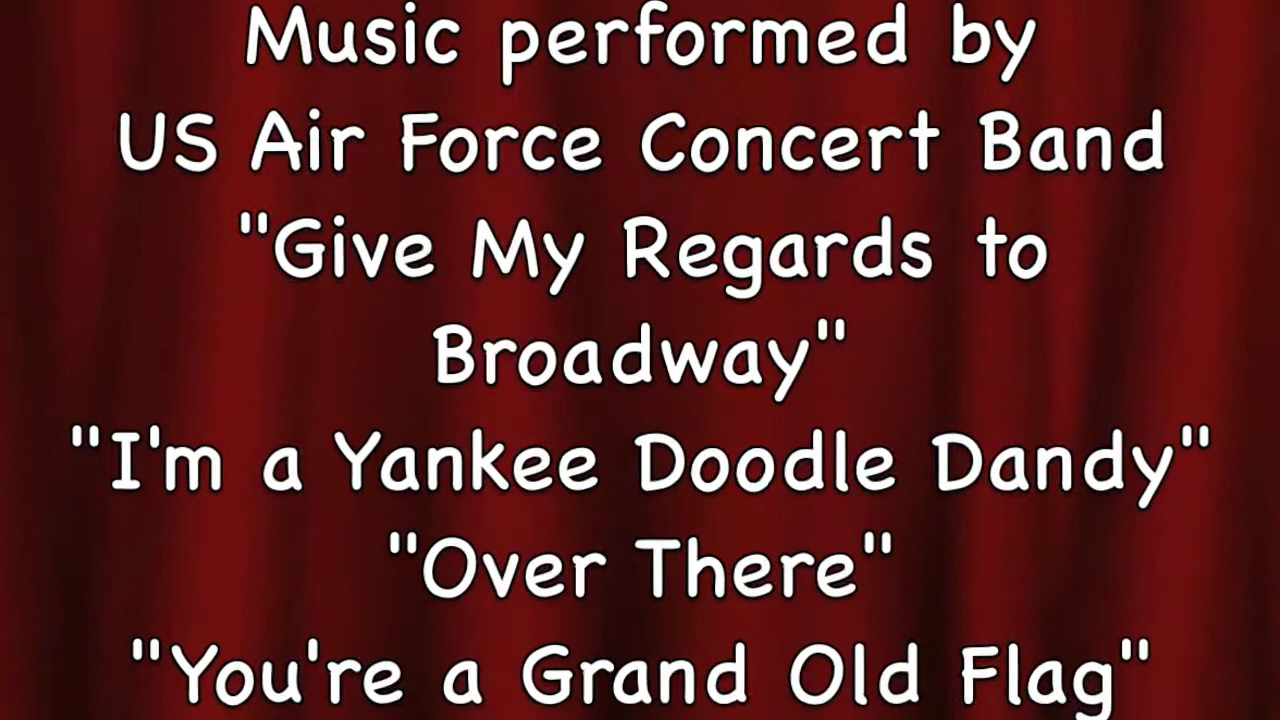 Music performed by
US Air Force Concert Band
"Give My Regards to
Broadway"
"I'm a Yankee Doodle Dandy"
"Over There"
"You're a Grand Old Flag"